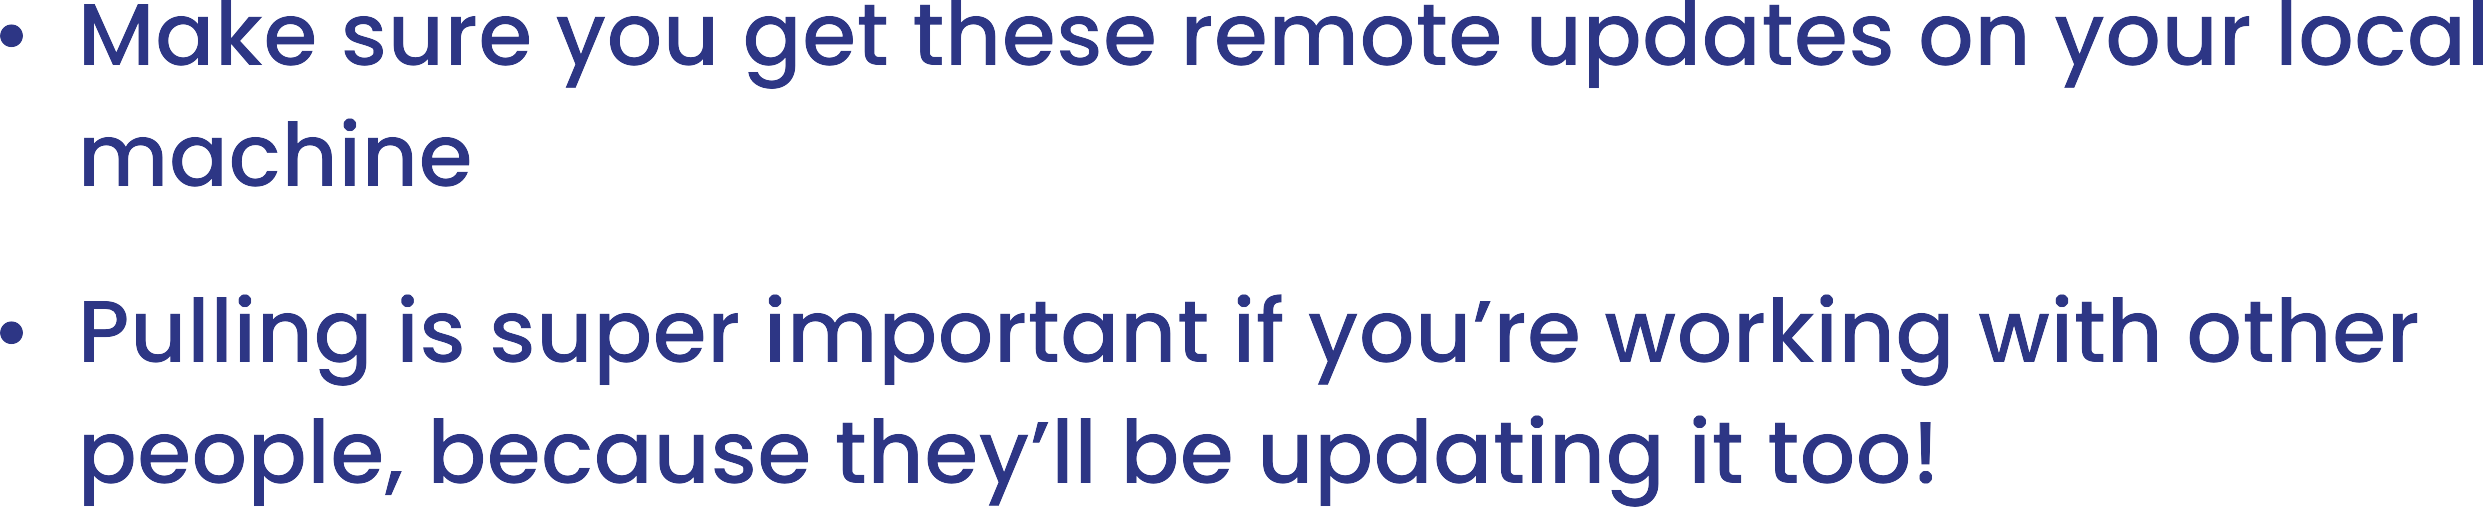 • Make sure you get these remote updates on your local
machine
• Pulling is super important if you’re working with other
people, because they’ll be updating it too!